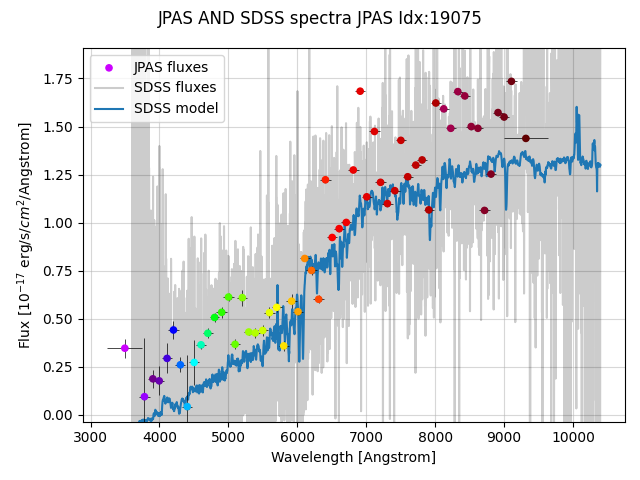 JPAS AND SDSS spectra JPAS Idx:19075
JPAS fluxes
SDSS fluxes
SDSS model
Flux [10⁻¹⁷ erg/s/cm²/Angstrom]
1.75
1.50
1.25
1.00
0.75
0.50
0.25
0.00
3000 4000 5000 6000 7000 8000 9000 10000
Wavelength [Angstrom]